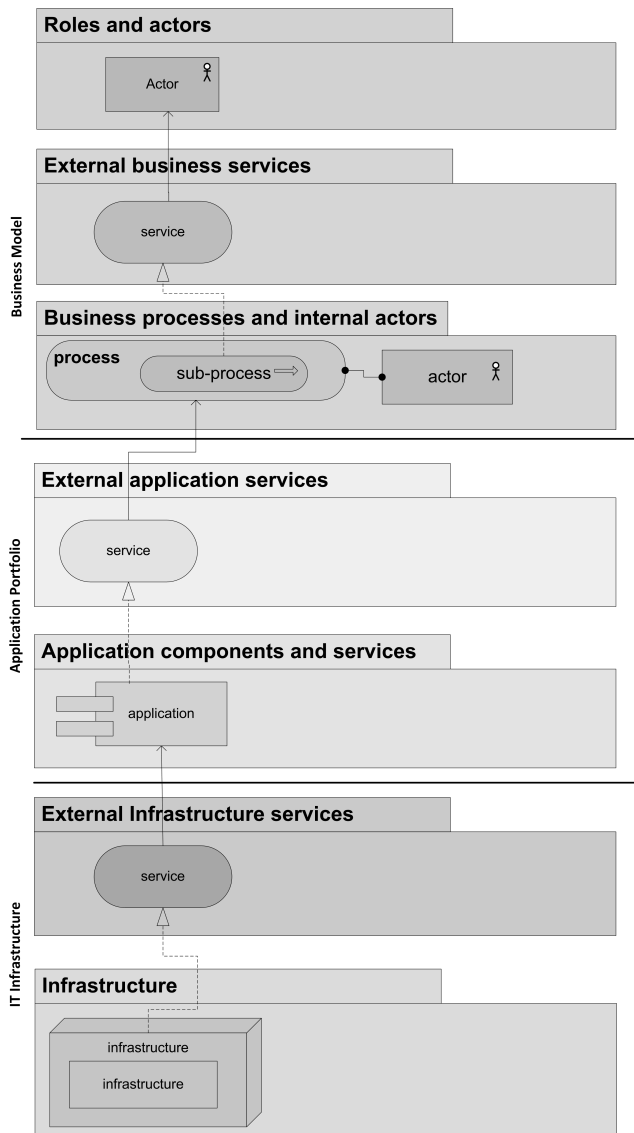 Roles and actors
Actor
External business services
service
Business Model
Business processes and internal actors
process
sub-process
actor
External application services
service
Application Portfolio
Application components and services
application
External Infrastructure services
service
IT Infrastructure
Infrastructure
infrastructure
infrastructure